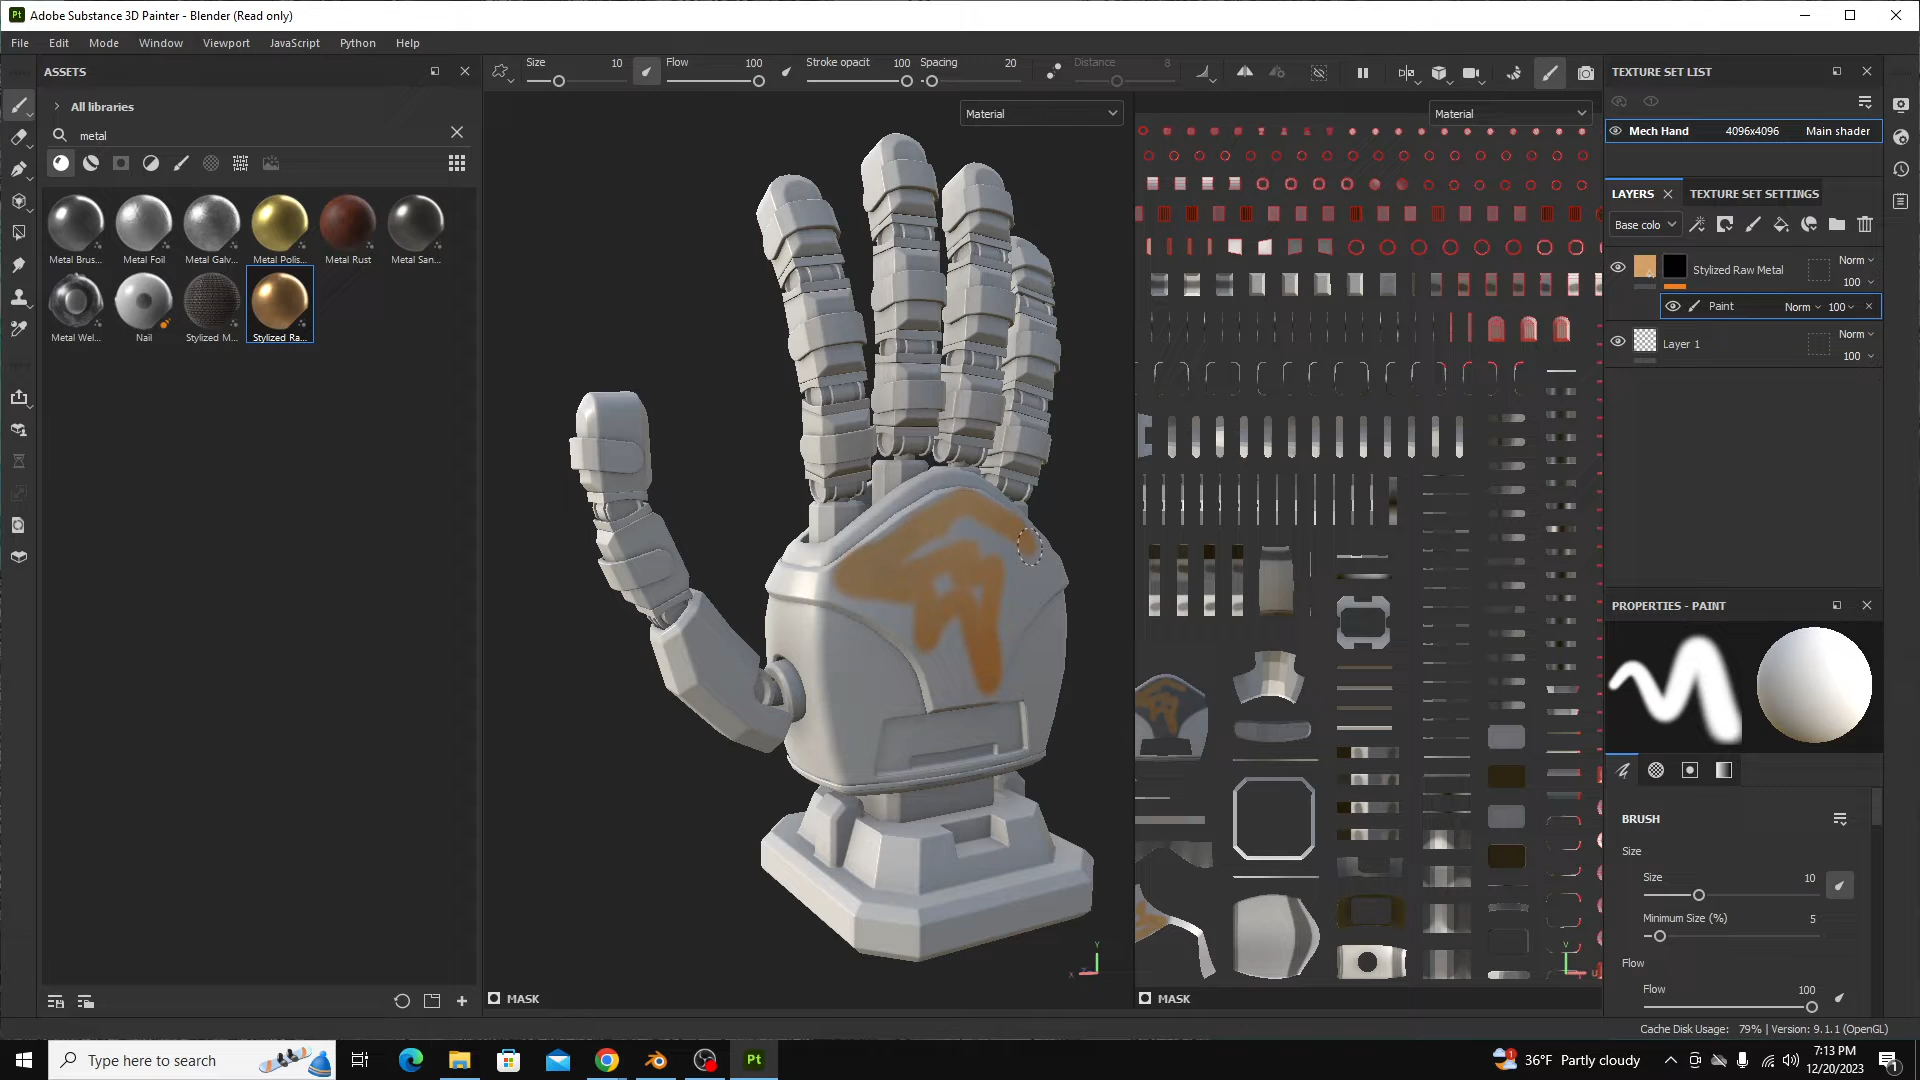 Adobe Substance 3D Painter - Blender (Read only)
File Edit Mode Window Viewport JavaScript Python Help
ASSETS
All libraries
metal
Metal Brus... Metal Foil Metal Galv... Metal Polis... Metal Rust Metal San...
Metal Wel... Nail Stylized M... Stylized Ra...
Size 10 Flow 100 Stroke opacit 100 Spacing 20 Distance 8
Material
Material
Y
X
V
U
MASK
MASK
TEXTURE SET LIST
Mech Hand 4096x4096 Main shader
LAYERS TEXTURE SET SETTINGS
Base colo
Stylized Raw Metal Norm
100
Paint Norm 100
Layer 1 Norm
100
PROPERTIES - PAINT
BRUSH
Size
Size 10
Minimum Size (%) 5
Flow
Flow 100
Cache Disk Usage: 79% | Version: 9.1.1 (OpenGL)
Type here to search
Pt
1
36°F Partly cloudy
7:13 PM
12/20/2023
1